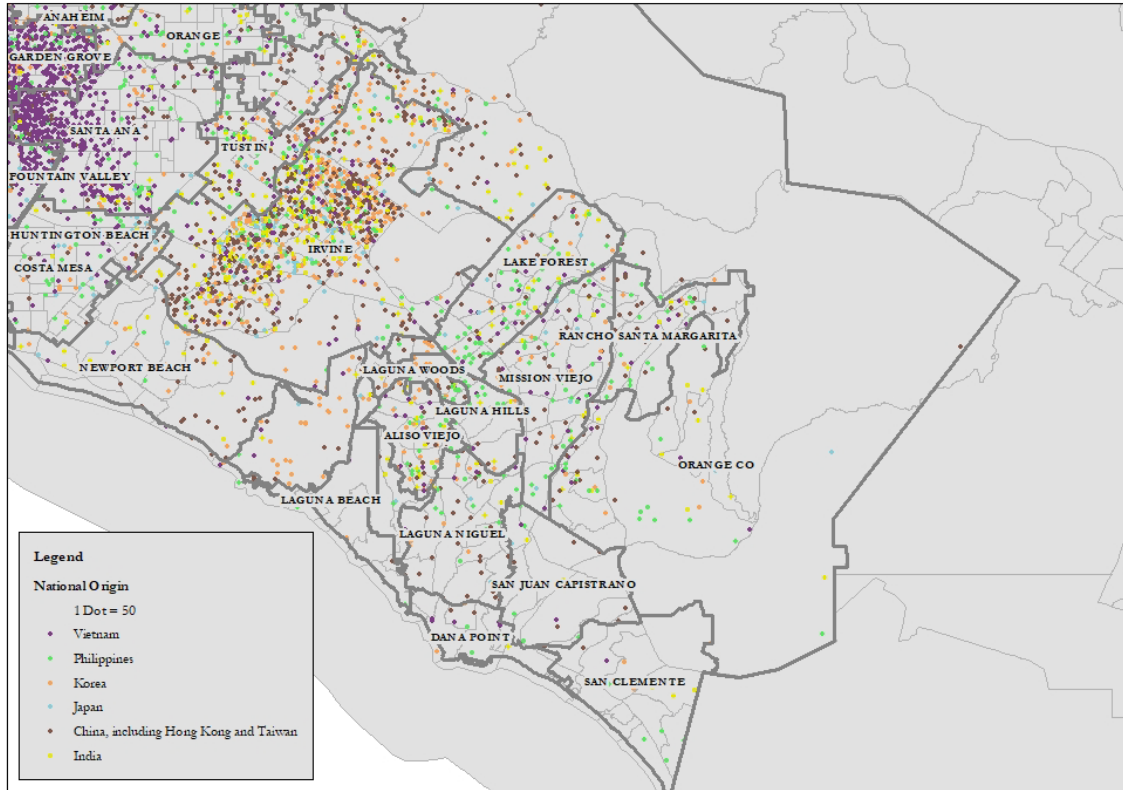 ANAHEIM
ORANGE
GARDEN GROVE
SANTA ANA
TUSTIN
FOUNTAIN VALLEY
HUNTINGTON BEACH
IRVINE
COSTA MESA
LAKE FOREST
RANCHO SANTA MARGARITA
NEWPORT BEACH
LAGUNA WOODS
MISSION VIEJO
LAGUNA HILLS
ALISO VIEJO
ORANGE CO
LAGUNA BEACH
LAGUNA NIGUEL
SAN JUAN CAPISTRANO
DANA POINT
SAN CLEMENTE
Legend
National Origin
1 Dot = 50
Vietnam
Philippines
Korea
Japan
China, including Hong Kong and Taiwan
India